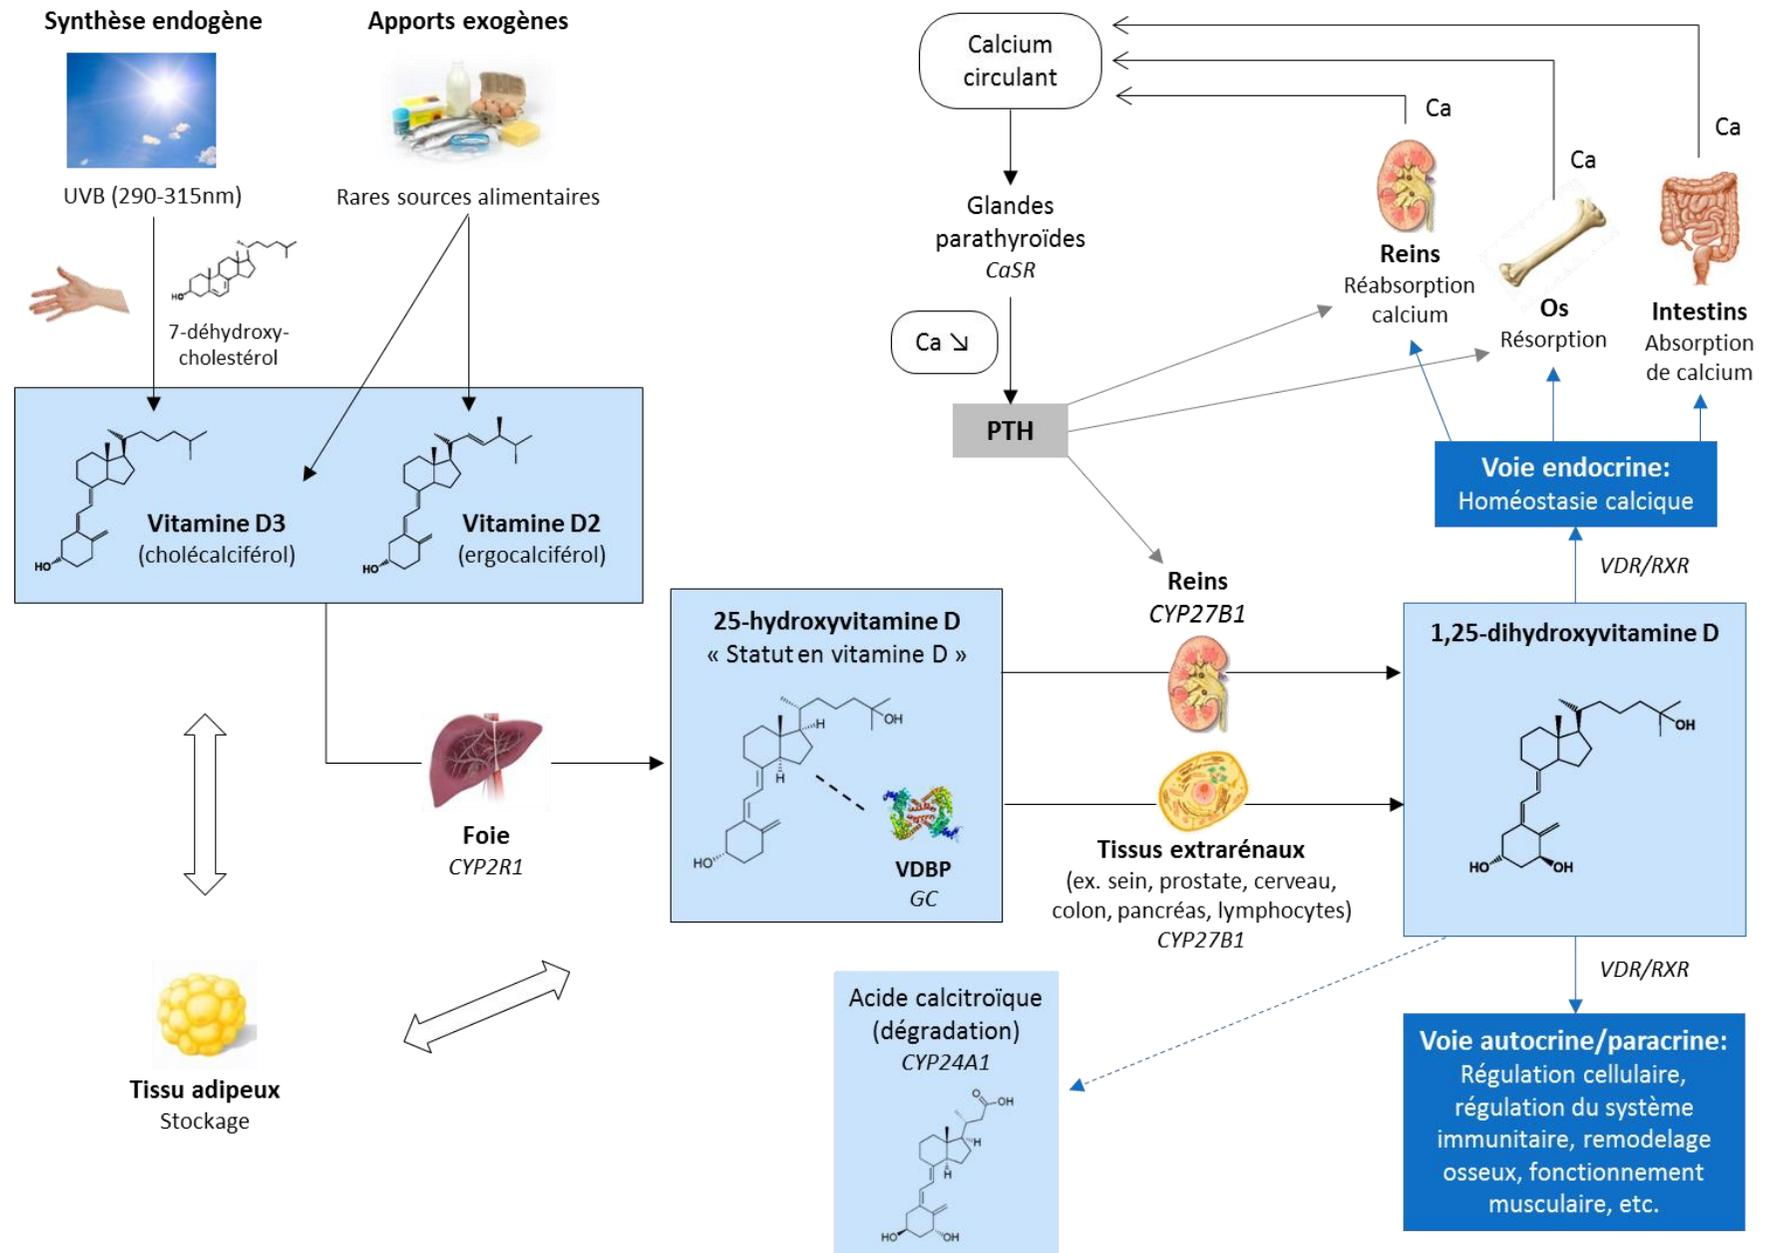 Synthèse endogène
UVB (290-315nm)
HO
7-déhydroxy-
cholestérol
Apports exogènes
Rares sources alimentaires
HO
Vitamine D3
(cholécalciférol)
HO
Vitamine D2
(ergocalciférol)
Foie
CYP2R1
Tissu adipeux
Stockage
25-hydroxyvitamine D
« Statut en vitamine D »
OH
H
H
HO
VDBP
GC
Calcium
circulant
Glandes
parathyroïdes
CaSR
Ca ↘
PTH
Ca
Ca
Ca
Reins
Réabsorption
calcium
Os
Résorption
Intestins
Absorption
de calcium
Voie endocrine:
Homéostasie calcique
VDR/RXR
Reins
CYP27B1
Tissus extrarénaux
(ex. sein, prostate, cerveau,
colon, pancréas, lymphocytes)
CYP27B1
1,25-dihydroxyvitamine D
OH
HO
OH
VDR/RXR
Acide calcitroïque
(dégradation)
CYP24A1
O
OH
H
H
HO
OH
Voie autocrine/paracrine:
Régulation cellulaire,
régulation du système
immunitaire, remodelage
osseux, fonctionnement
musculaire, etc.